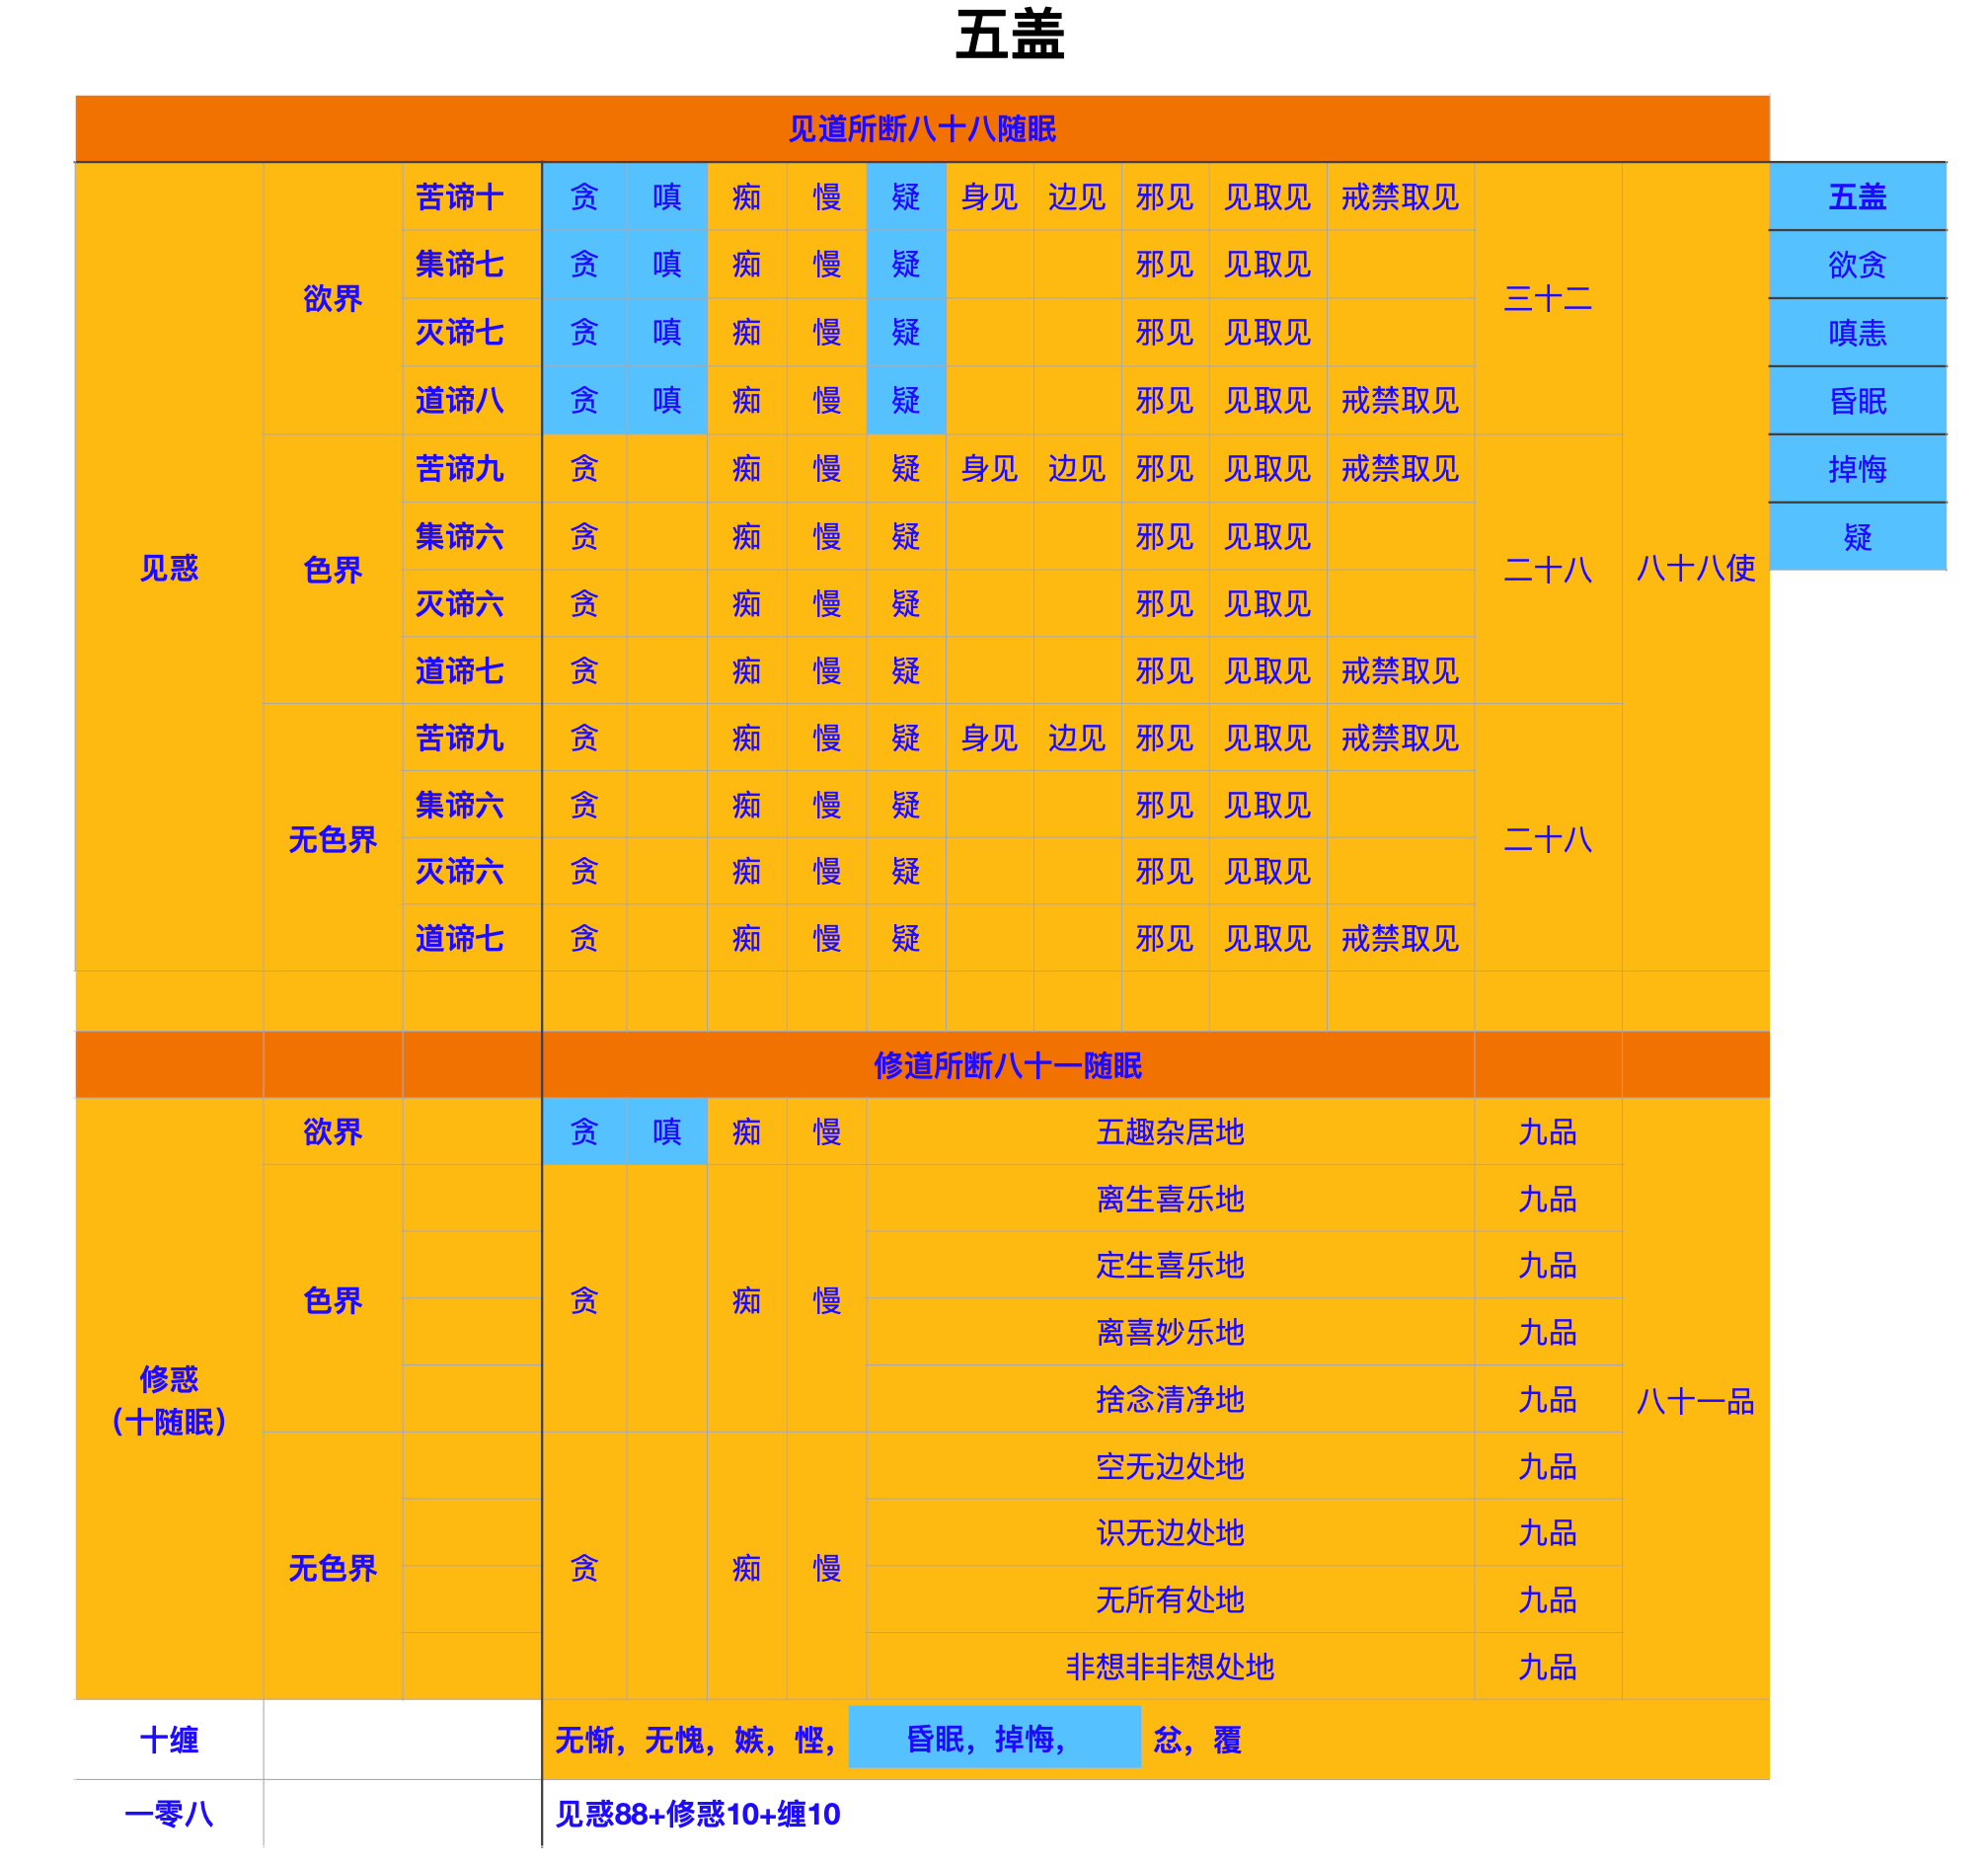 五盖
见道所断八十八随眠
见惑 欲界 苦谛十 贪 嗔 痴 慢 疑 身见 边见 邪见 见取见 戒禁取见 三十二 八十八使 五盖
集谛七 贪 嗔 痴 慢 疑 邪见 见取见 欲贪
灭谛七 贪 嗔 痴 慢 疑 邪见 见取见 嗔恚
道谛八 贪 嗔 痴 慢 疑 邪见 见取见 戒禁取见 昏眠
色界 苦谛九 贪 痴 慢 疑 身见 边见 邪见 见取见 戒禁取见 二十八 掉悔
集谛六 贪 痴 慢 疑 邪见 见取见 疑
灭谛六 贪 痴 慢 疑 邪见 见取见
道谛七 贪 痴 慢 疑 邪见 见取见 戒禁取见
无色界 苦谛九 贪 痴 慢 疑 身见 边见 邪见 见取见 戒禁取见 二十八
集谛六 贪 痴 慢 疑 邪见 见取见
灭谛六 贪 痴 慢 疑 邪见 见取见
道谛七 贪 痴 慢 疑 邪见 见取见 戒禁取见
修道所断八十一随眠
修惑
（十随眠） 欲界 贪 嗔 痴 慢 五趣杂居地 九品 八十一品
色界 贪 痴 慢 离生喜乐地 九品
定生喜乐地 九品
离喜妙乐地 九品
捨念清净地 九品
无色界 贪 痴 慢 空无边处地 九品
识无边处地 九品
无所有处地 九品
非想非非想处地 九品
十缠 无惭，无愧，嫉，悭，昏眠，掉悔，忿，覆
一零八 见惑88+修惑10+缠10